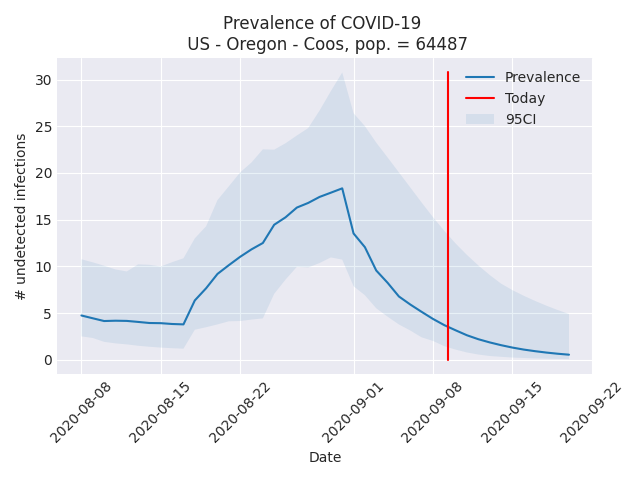 Prevalence of COVID-19
US - Oregon - Coos, pop. = 64487
Prevalence
Today
95CI
# undetected infections
30
25
20
15
10
5
0
2020-08-08
2020-08-15
2020-08-22
2020-09-01
2020-09-08
2020-09-15
2020-09-22
Date